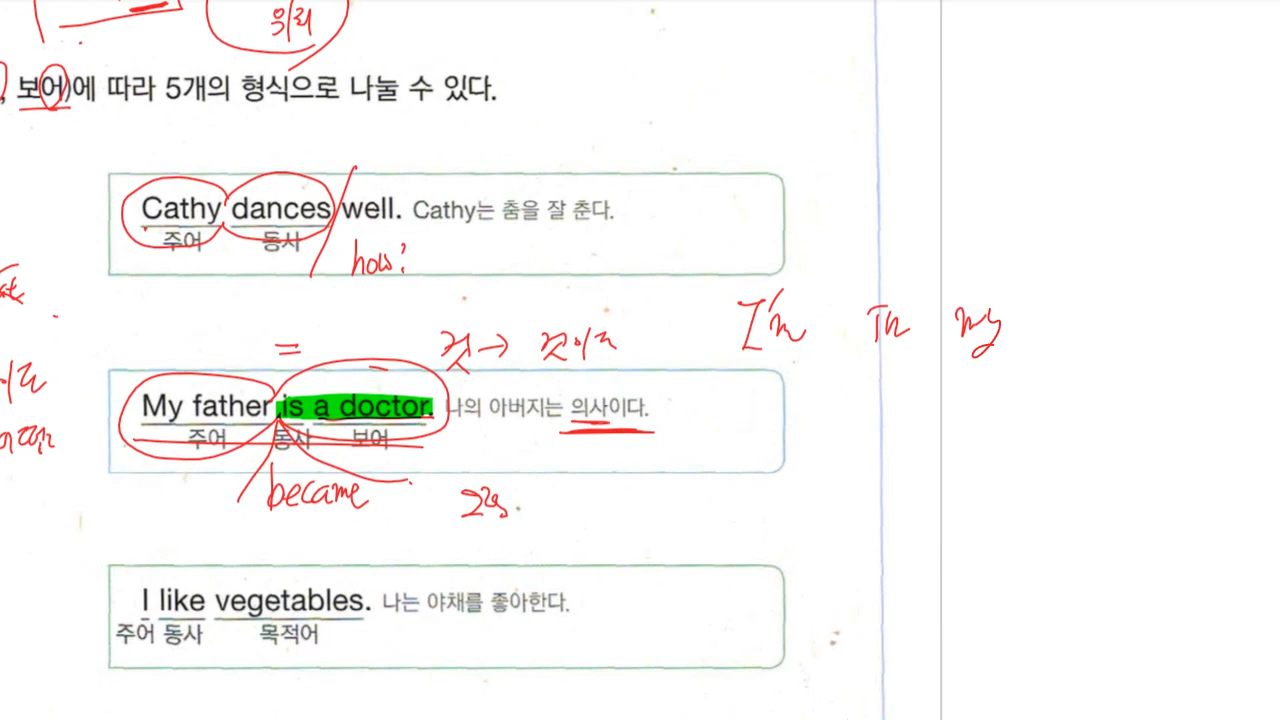 보어)에 따라 5개의 형식으로 나눌 수 있다.
Cathy dances well. Cathy는 춤을 잘 춘다.
주어 동사
how?
I'm In my
= 것→ 것이다
My father is a doctor. 나의 아버지는 의사이다.
주어 동사 보어
became
I like vegetables. 나는 야채를 좋아한다.
주어 동사 목적어